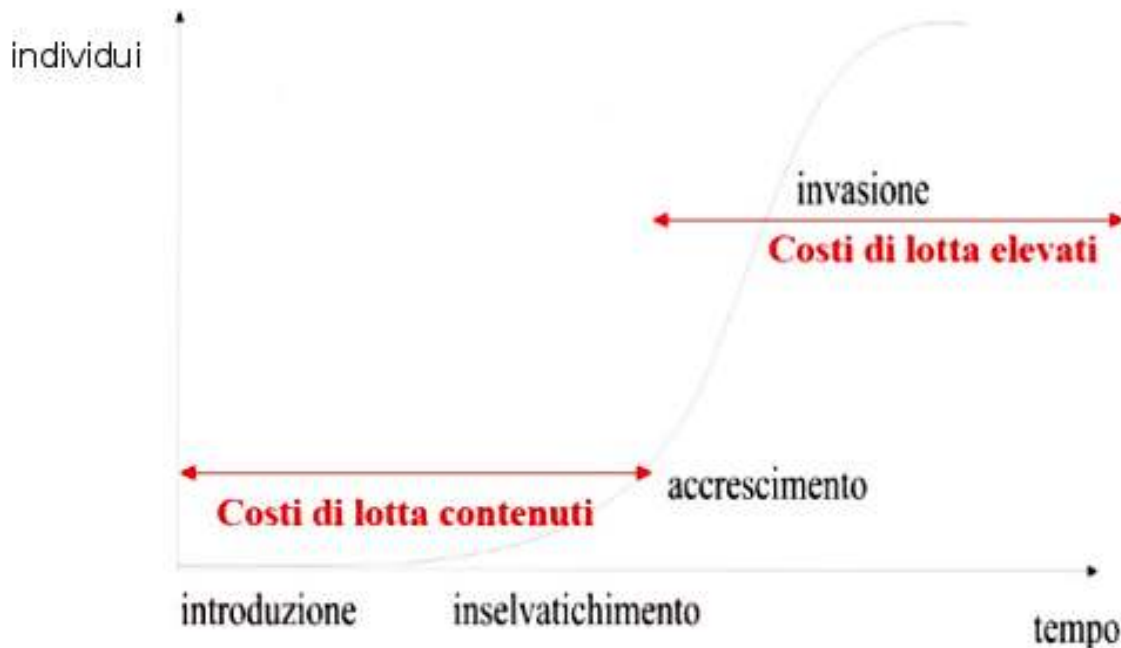 individui
invasione
Costi di lotta elevati
accrescimento
Costi di lotta contenuti
introduzione
inselvatichimento
tempo